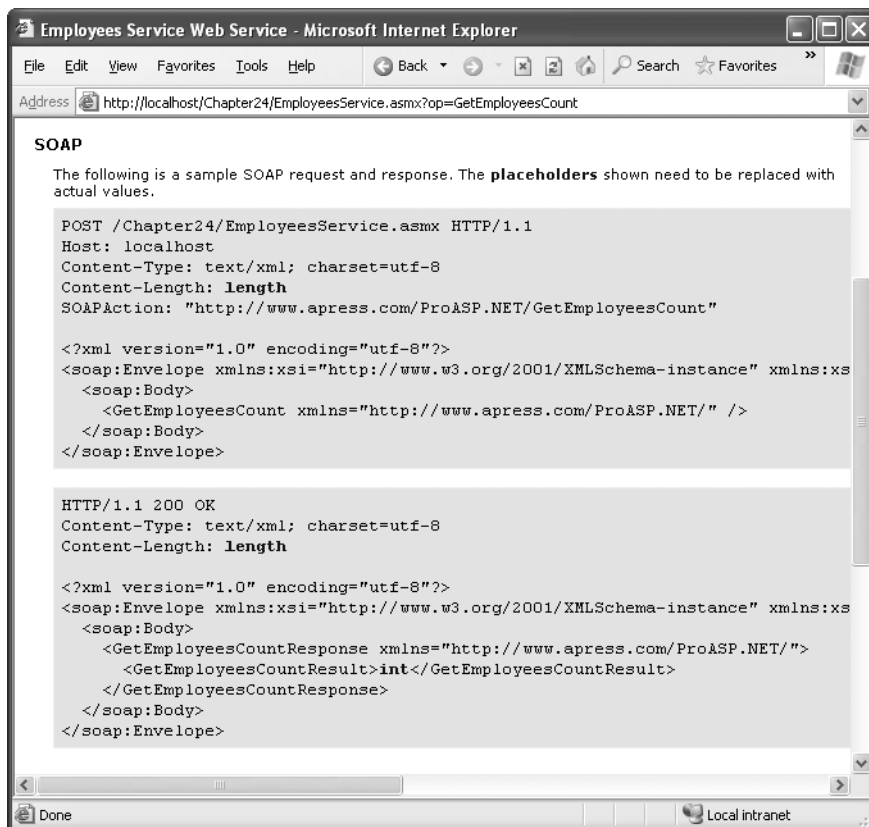 Employees Service Web Service - Microsoft Internet Explorer
File Edit View Favorites Tools Help Back Search Favorites »
Address http://localhost/Chapter24/EmployeesService.asmx?op=GetEmployeesCount
SOAP
The following is a sample SOAP request and response. The placeholders shown need to be replaced with
actual values.
POST /Chapter24/EmployeesService.asmx HTTP/1.1
Host: localhost
Content-Type: text/xml; charset=utf-8
Content-Length: length
SOAPAction: "http://www.apress.com/ProASP.NET/GetEmployeesCount"
<?xml version="1.0" encoding="utf-8"?>
<soap:Envelope xmlns:xsi="http://www.w3.org/2001/XMLSchema-instance" xmlns:xs
<soap:Body>
<GetEmployeesCount xmlns="http://www.apress.com/ProASP.NET/" />
</soap:Body>
</soap:Envelope>
HTTP/1.1 200 OK
Content-Type: text/xml; charset=utf-8
Content-Length: length
<?xml version="1.0" encoding="utf-8"?>
<soap:Envelope xmlns:xsi="http://www.w3.org/2001/XMLSchema-instance" xmlns:xs
<soap:Body>
<GetEmployeesCountResponse xmlns="http://www.apress.com/ProASP.NET/">
<GetEmployeesCountResult>int</GetEmployeesCountResult>
</GetEmployeesCountResponse>
</soap:Body>
</soap:Envelope>
Done Local intranet